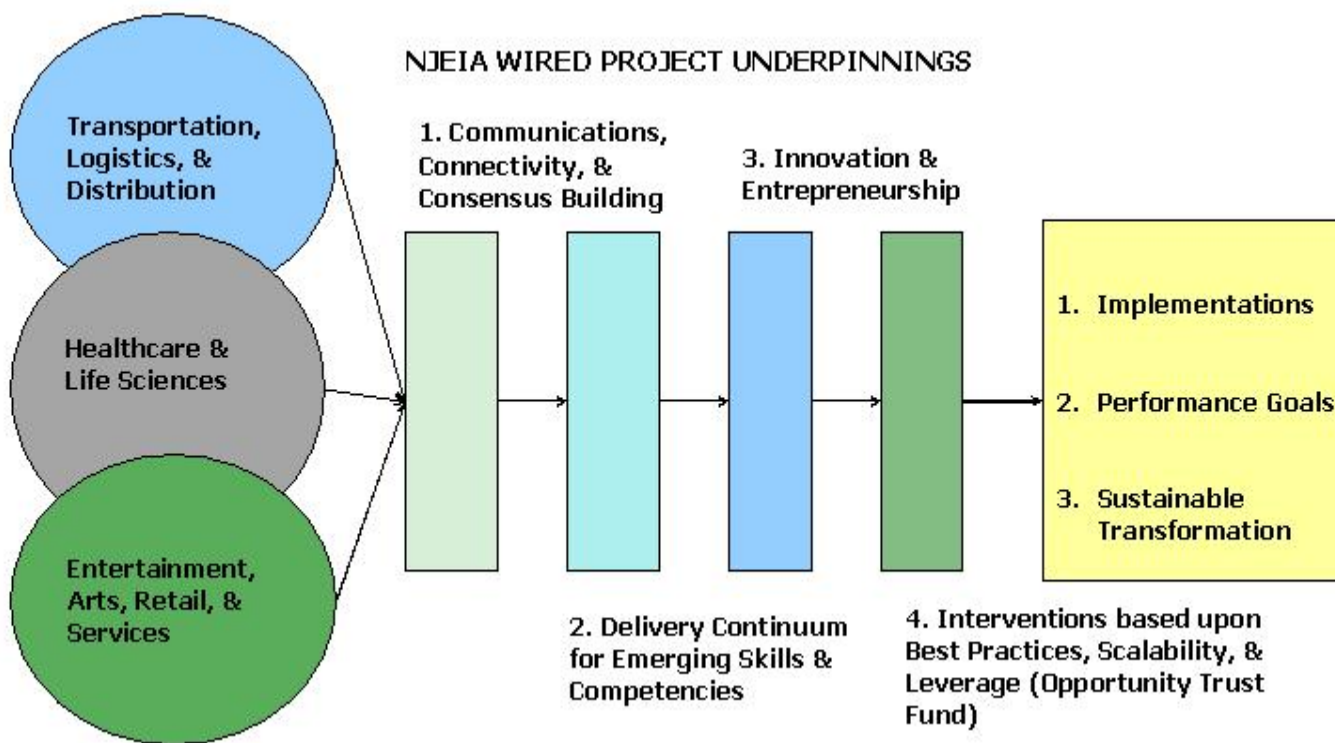 NJEIA WIRED PROJECT UNDERPINNINGS
Transportation,
Logistics, &
Distribution
Healthcare &
Life Sciences
Entertainment,
Arts, Retail, &
Services
1. Communications,
Connectivity, &
Consensus Building
2. Delivery Continuum
for Emerging Skills &
Competencies
3. Innovation &
Entrepreneurship
4. Interventions based upon
Best Practices, Scalability, &
Leverage (Opportunity Trust
Fund)
1. Implementations
2. Performance Goals
3. Sustainable
Transformation